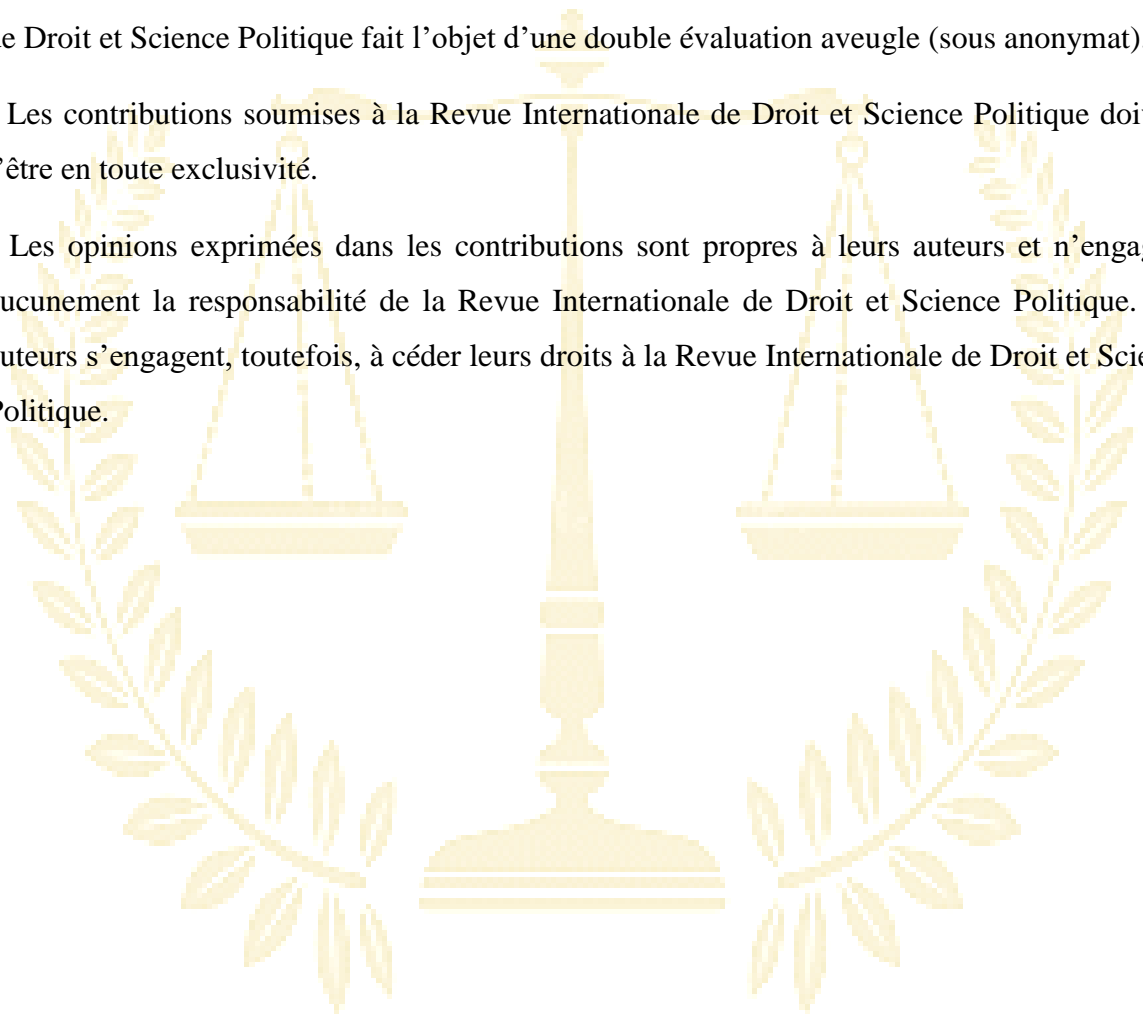 e Droit et Science Politique fait l’objet d’une double évaluation aveugle (sous anonymat)
Les contributions soumises à la Revue Internationale de Droit et Science Politique doi
’être en toute exclusivité.
Les opinions exprimées dans les contributions sont propres à leurs auteurs et n’enga
ucunement la responsabilité de la Revue Internationale de Droit et Science Politique.
uteurs s’engagent, toutefois, à céder leurs droits à la Revue Internationale de Droit et Scie
Politique.